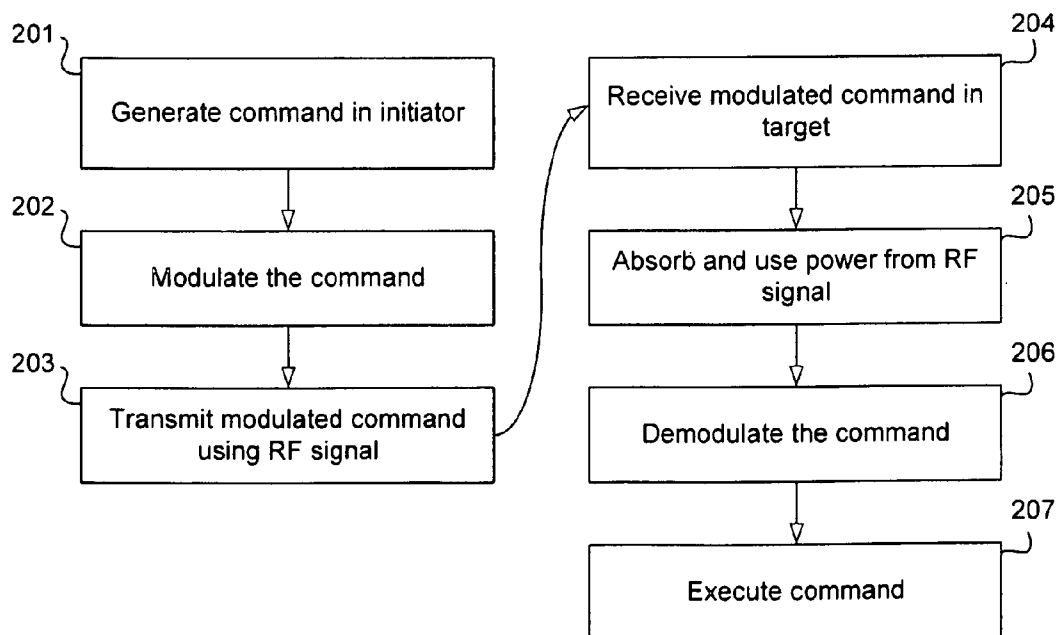 201
Generate command in initiator
202
Modulate the command
203
Transmit modulated command
using RF signal
204
Receive modulated command in
target
205
Absorb and use power from RF
signal
206
Demodulate the command
207
Execute command